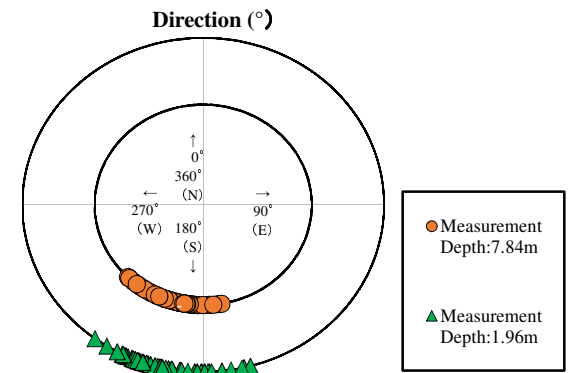 Direction (°)
↑
0°
360°
(N)
← →
270° 90°
(W) (E)
180°
(S)
↓
Measurement
Depth:7.84m
Measurement
Depth:1.96m